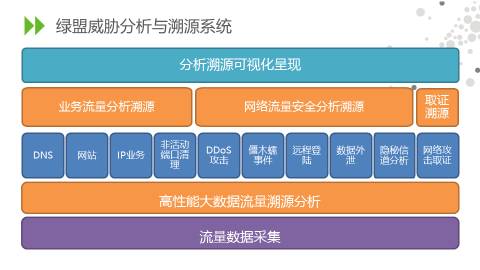 绿盟威胁分析与溯源系统
分析溯源可视化呈现
业务流量分析溯源
网络流量安全分析溯源
取证
溯源
DNS
网站
IP业务
非活动
端口清
理
DDoS
攻击
僵木蠕
事件
远程登
陆
数据外
泄
隐秘信
道分析
网络攻
击取证
高性能大数据流量溯源分析
流量数据采集